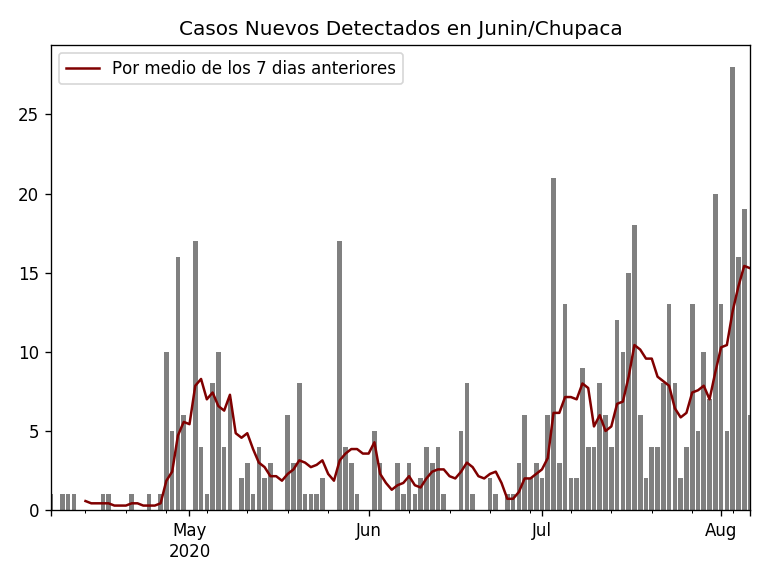 Casos Nuevos Detectados en Junin/Chupaca
Por medio de los 7 dias anteriores
25
20
15
10
5
0
May
2020
Jun
Jul
Aug